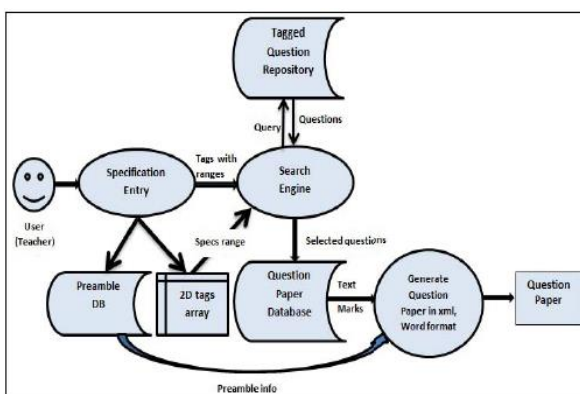 Tagged
Question
Repository
Query
Questions
Tags with
ranges
Specification
Entry
Search
Engine
User
(Teacher)
Specs range
Selected questions
Preamble
DB
2D tags
array
Question
Paper
Database
Text
Marks
Generate
Question
Paper in xml,
Word format
Question
Paper
Preamble info